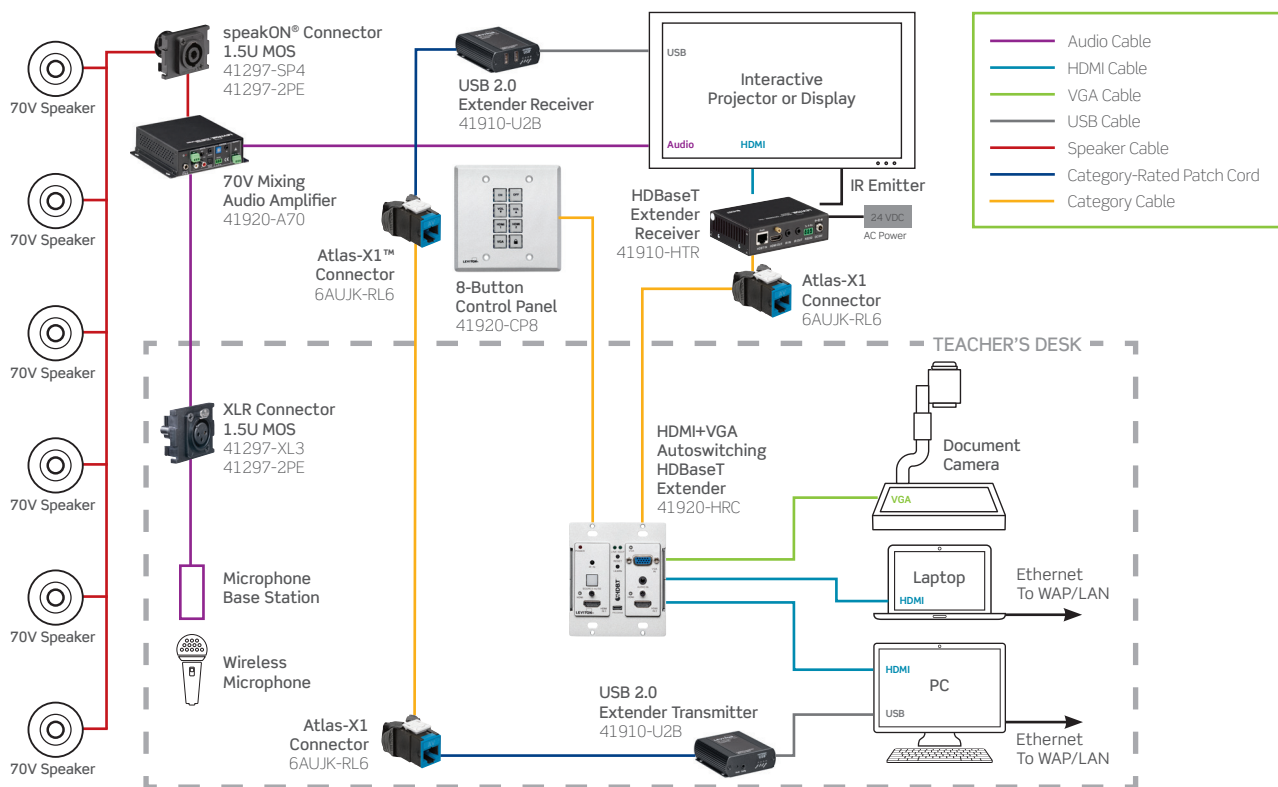 speakON® Connector
1.5U MOS
41297-SP4
41297-2PE
70V Speaker
70V Mixing
Audio Amplifier
41920-A70
70V Speaker
70V Speaker
70V Speaker
70V Speaker
70V Speaker
USB 2.0
Extender Receiver
41910-U2B
Atlas-X1™
Connector
6AUJK-RL6
8-Button
Control Panel
41920-CP8
USB
Interactive
Projector or Display
Audio
HDMI
IR Emitter
HDBaseT
Extender
Receiver
41910-HTR
24 VDC
AC Power
Atlas-X1
Connector
6AUJK-RL6
Audio Cable
HDMI Cable
VGA Cable
USB Cable
Speaker Cable
Category-Rated Patch Cord
Category Cable
TEACHER'S DESK
XLR Connector
1.5U MOS
41297-XL3
41297-2PE
Microphone
Base Station
Wireless
Microphone
HDMI+VGA
Autoswitching
HDBaseT
Extender
41920-HRC
Document
Camera
VGA
Laptop
HDMI
Ethernet
To WAP/LAN
HDMI
PC
USB
Ethernet
To WAP/LAN
USB 2.0
Extender Transmitter
41910-U2B
Atlas-X1
Connector
6AUJK-RL6